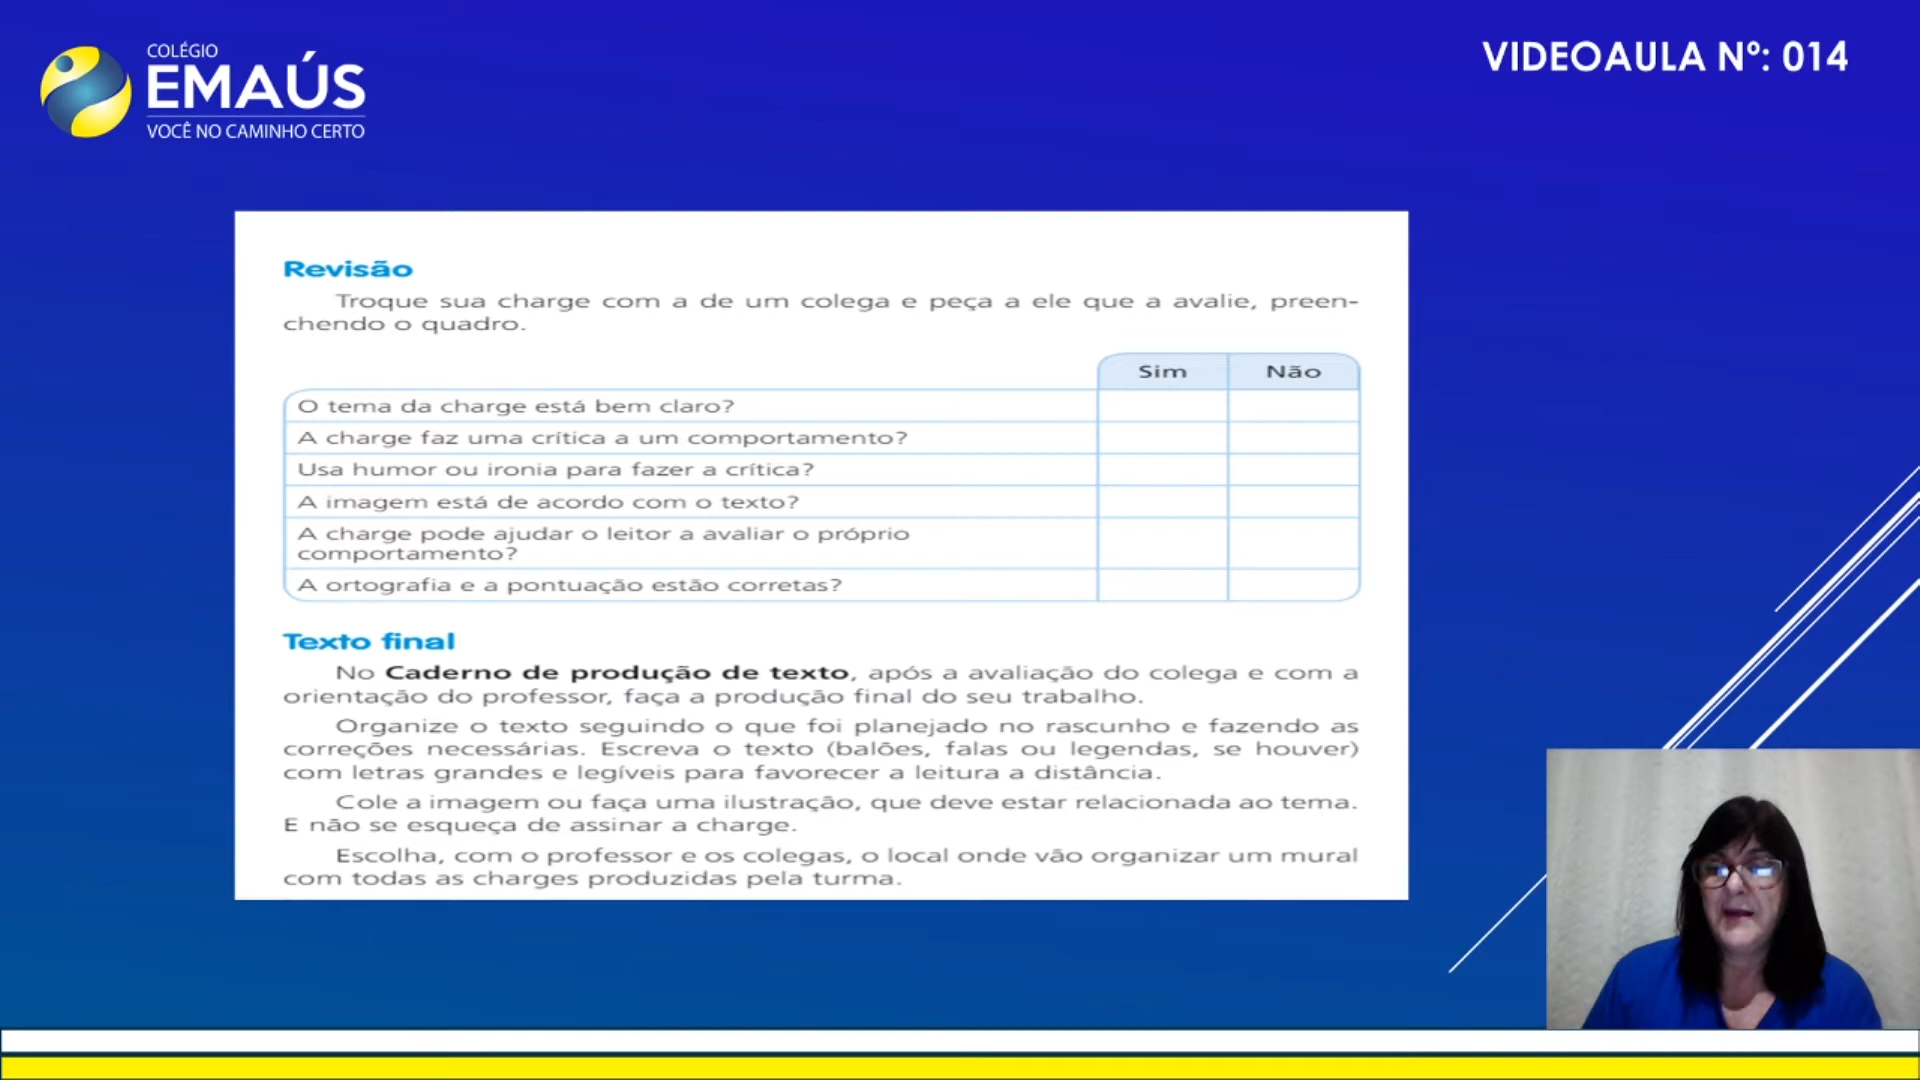 COLÉGIO
EMAÚS
VOCÊ NO CAMINHO CERTO
VIDEOAULA Nº: 014
Revisão
Troque sua charge com a de um colega e peça a ele que a avalie, preen-
chendo o quadro.
Sim Não
O tema da charge está bem claro?
A charge faz uma crítica a um comportamento?
Usa humor ou ironia para fazer a crítica?
A imagem está de acordo com o texto?
A charge pode ajudar o leitor a avaliar o próprio
comportamento?
A ortografia e a pontuação estão corretas?
Texto final
No Caderno de produção de texto, após a avaliação do colega e com a
orientação do professor, faça a produção final do seu trabalho.
Organize o texto seguindo o que foi planejado no rascunho e fazendo as
correções necessárias. Escreva o texto (balões, falas ou legendas, se houver)
com letras grandes e legíveis para favorecer a leitura a distância.
Cole a imagem ou faça uma ilustração, que deve estar relacionada ao tema.
E não se esqueça de assinar a charge.
Escolha, com o professor e os colegas, o local onde vão organizar um mural
com todas as charges produzidas pela turma.